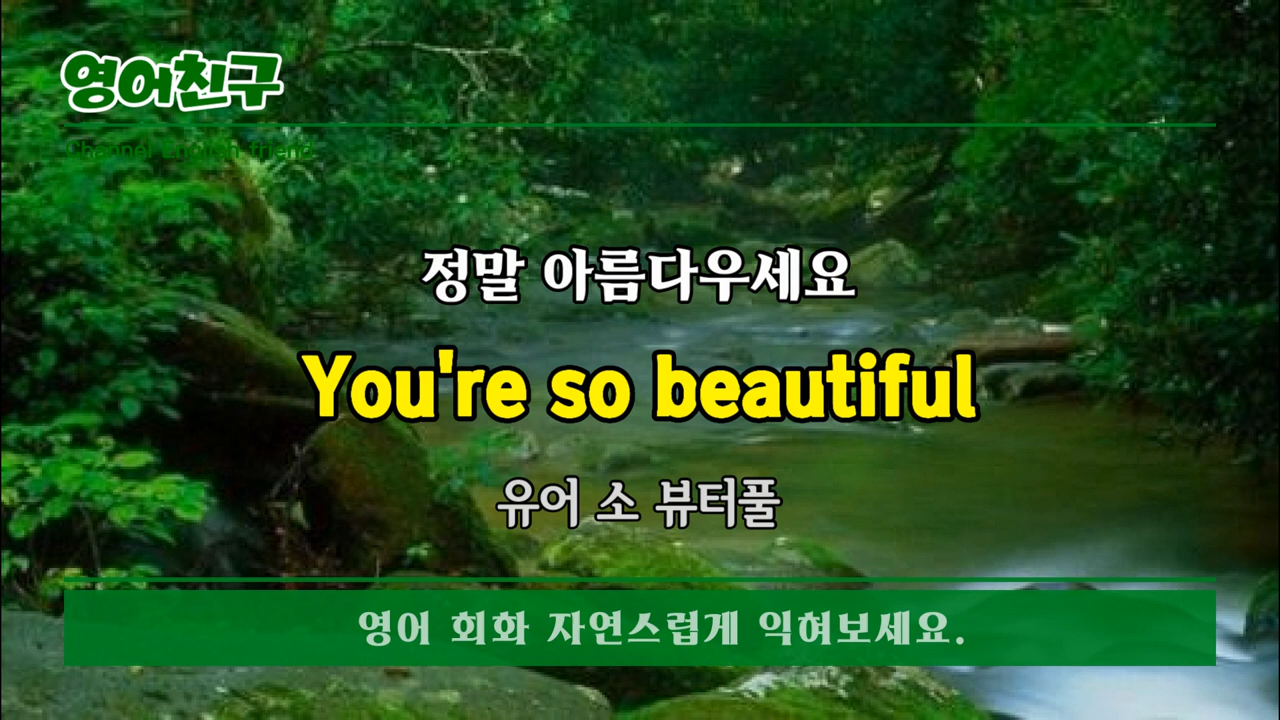 영어친구
Channel English friend
정말 아름다우세요
You're so beautiful
유어 소 뷰터풀
영어 회화 자연스럽게 익혀보세요.